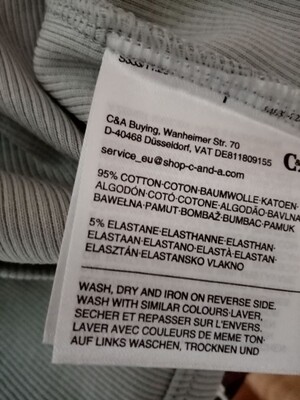 C&A Buying, Wanheimer Str. 70
D-40468 Düsseldorf, VAT DE811809155
service_eu@shop-c-and-a.com
95% COTTON·COTON·BAUMWOLLE·KATOEN·
ALGODÓN·COTÓ·COTONE·ALGODÃO·BAVLNA
BAWEŁNA·PAMUT·BOMBAŽ·BUMBAC·PAMUK
5% ELASTANE·ELASTHANNE·ELASTHAN·
ELASTAAN·ELASTANO·ELASTÀ·ELASTAN·
ELASZTÁN·ELASTANSKO VLAKNO
WASH, DRY AND IRON ON REVERSE SIDE.
WASH WITH SIMILAR COLOURS·LAVER,
SECHER ET REPASSER SUR L'ENVERS.
LAVER AVEC COULEURS DE MEME TON·
AUF LINKS WASCHEN, TROCKNEN UND